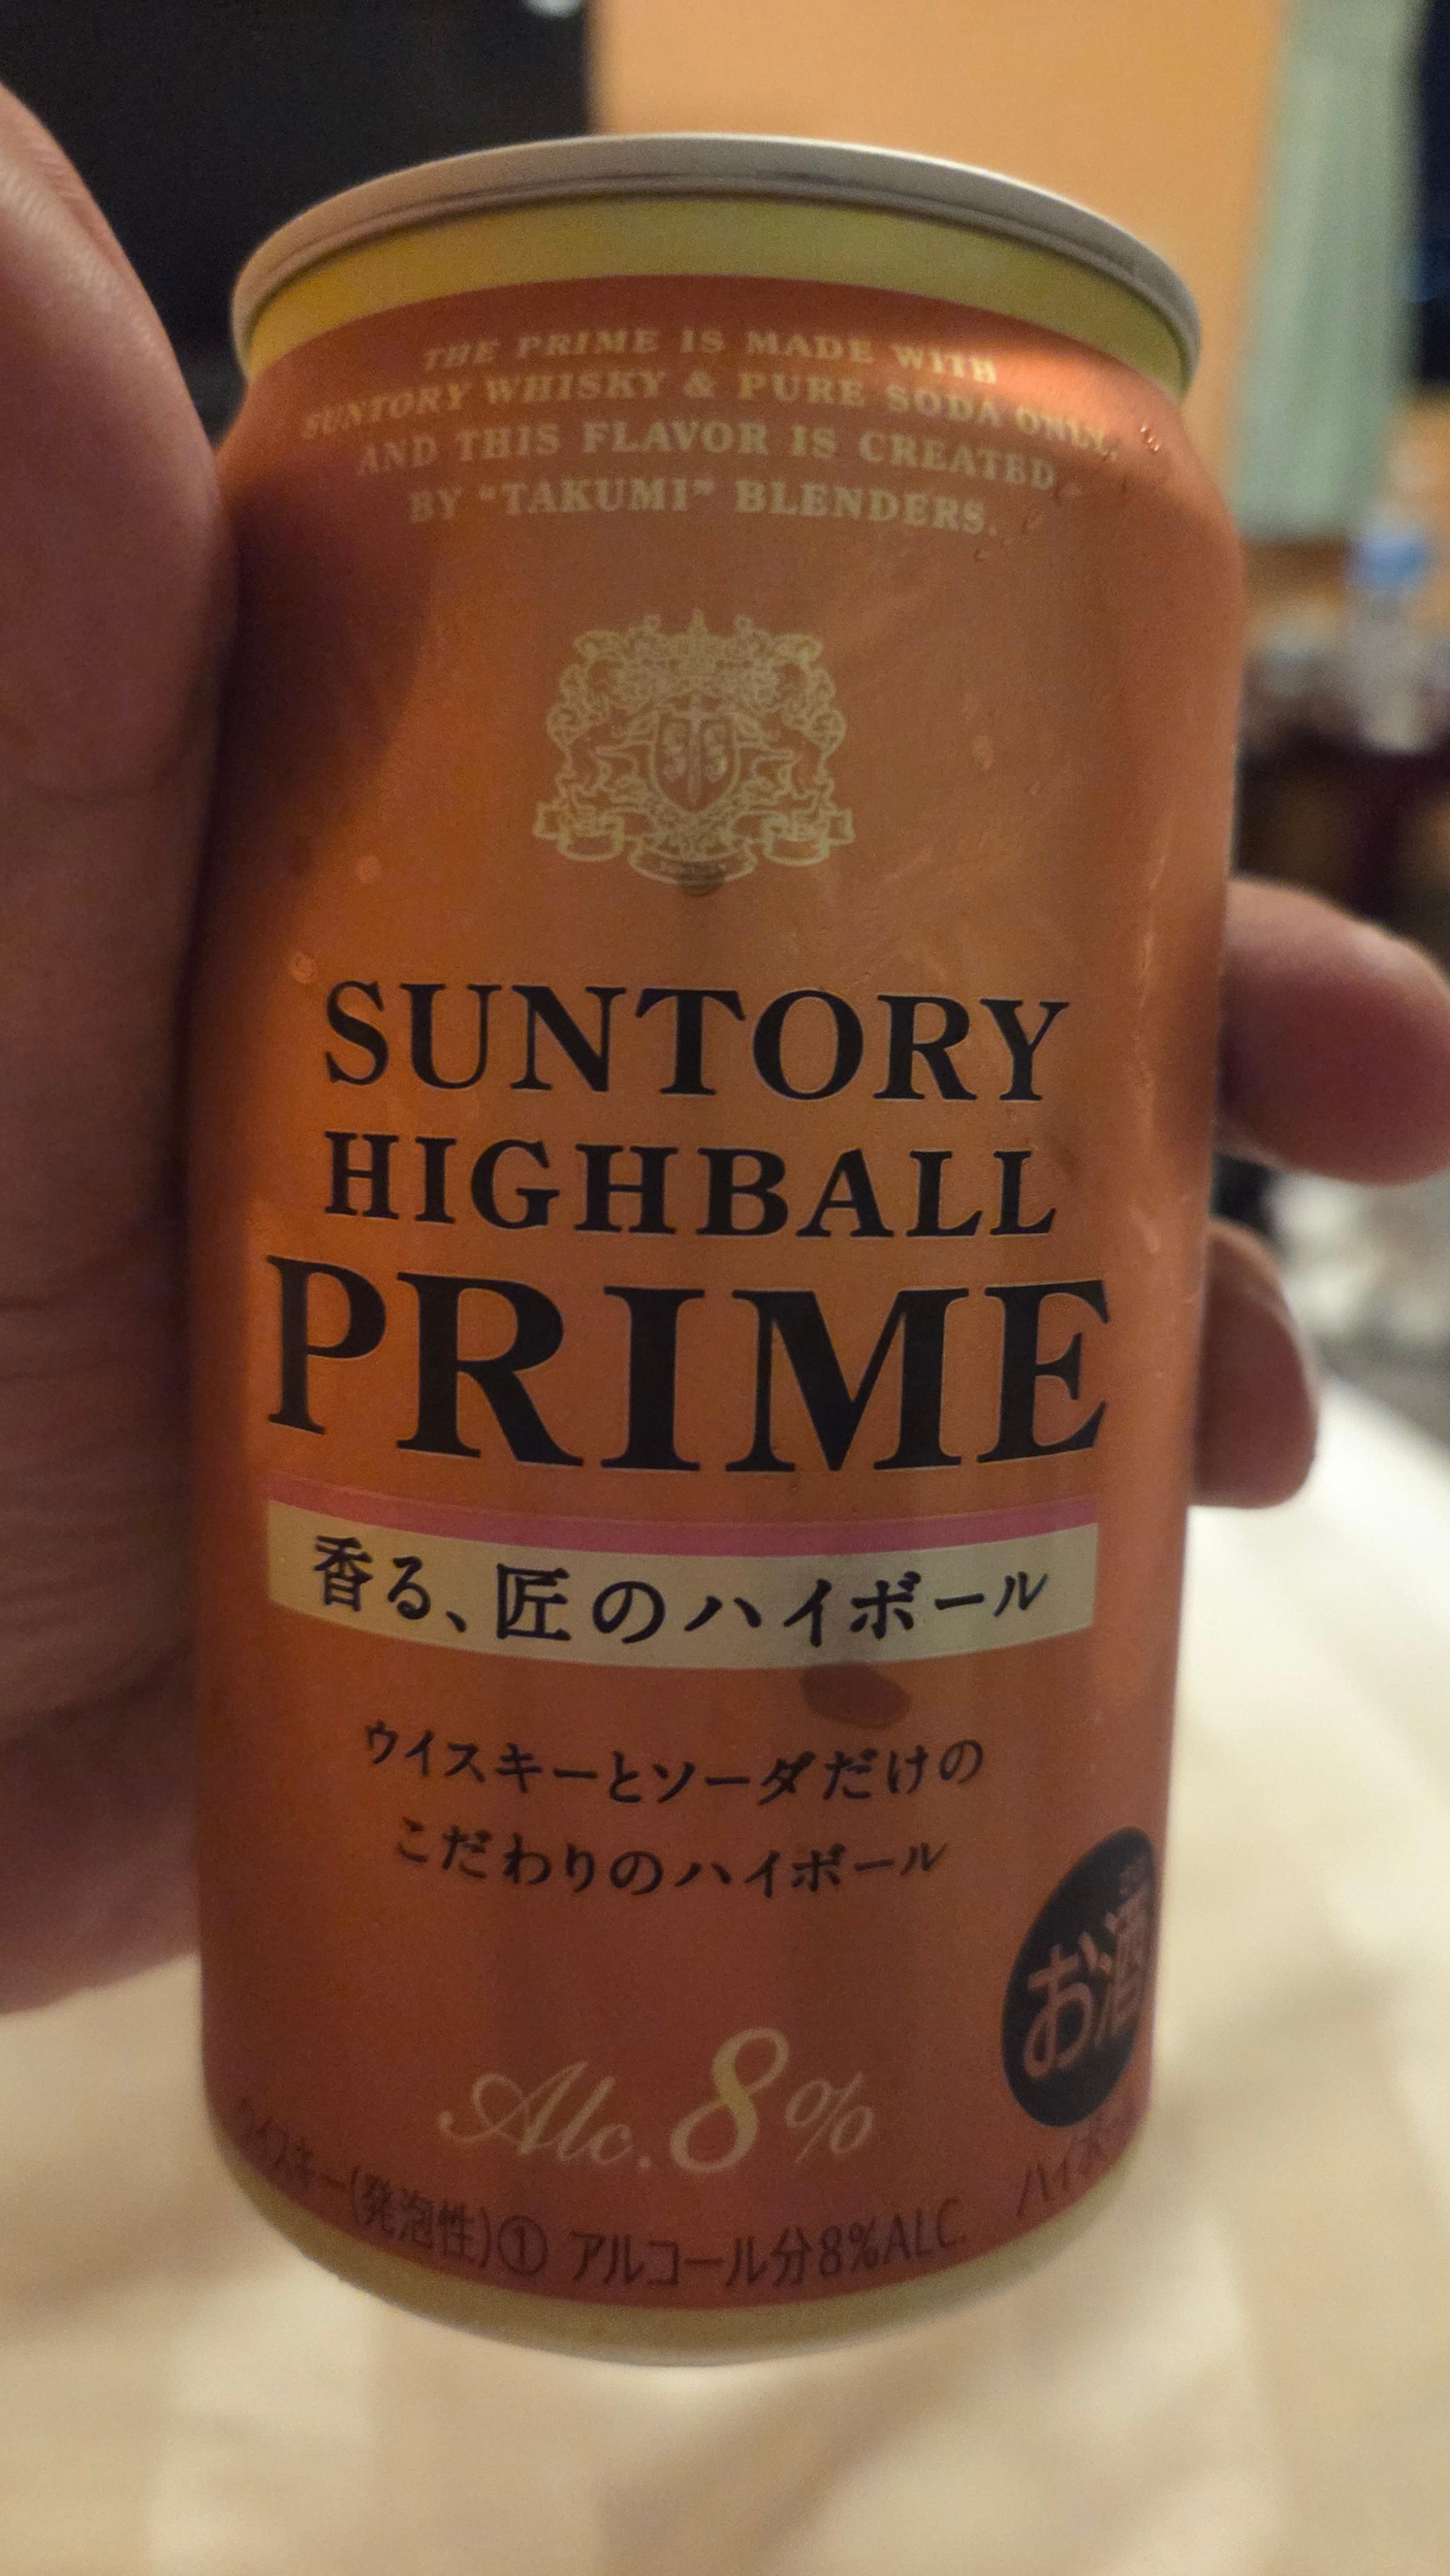 THE PRIME IS MADE WITH
SUNTORY WHISKY & PURE SODA ONLY,
AND THIS FLAVOR IS CREATED
BY "TAKUMI" BLENDERS.
SUNTORY
HIGHBALL
PRIME
香る、匠のハイボール
ウイスキーとソーダだけの
こだわりのハイボール
お酒
Alc.8%
ウイスキー(発泡性)① アルコール分8%ALC.